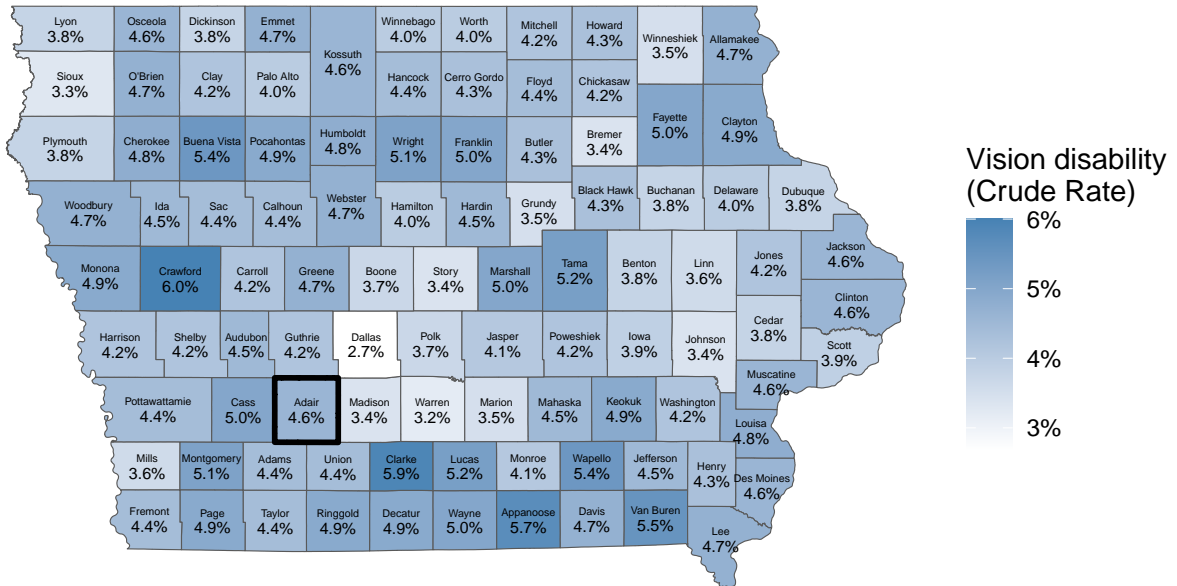 Lyon
3.8%
Osceola
4.6%
Dickinson
3.8%
Emmet
4.7%
Kossuth
4.6%
Winnebago
4.0%
Worth
4.0%
Mitchell
4.2%
Howard
4.3%
Winneshiek
3.5%
Allamakee
4.7%
Sioux
3.3%
O'Brien
4.7%
Clay
4.2%
Palo Alto
4.0%
Hancock
4.4%
Cerro Gordo
4.3%
Floyd
4.4%
Chickasaw
4.2%
Fayette
5.0%
Clayton
4.9%
Plymouth
3.8%
Cherokee
4.8%
Buena Vista
5.4%
Pocahontas
4.9%
Humboldt
4.8%
Wright
5.1%
Franklin
5.0%
Butler
4.3%
Bremer
3.4%
Woodbury
4.7%
Ida
4.5%
Sac
4.4%
Calhoun
4.4%
Webster
4.7%
Hamilton
4.0%
Hardin
4.5%
Grundy
3.5%
Black Hawk
4.3%
Buchanan
3.8%
Delaware
4.0%
Dubuque
3.8%
Monona
4.9%
Crawford
6.0%
Carroll
4.2%
Greene
4.7%
Boone
3.7%
Story
3.4%
Marshall
5.0%
Tama
5.2%
Benton
3.8%
Linn
3.6%
Jones
4.2%
Jackson
4.6%
Clinton
4.6%
Harrison
4.2%
Shelby
4.2%
Audubon
4.5%
Guthrie
4.2%
Dallas
2.7%
Polk
3.7%
Jasper
4.1%
Poweshiek
4.2%
Iowa
3.9%
Johnson
3.4%
Cedar
3.8%
Scott
3.9%
Muscatine
4.6%
Pottawattamie
4.4%
Cass
5.0%
Adair
4.6%
Madison
3.4%
Warren
3.2%
Marion
3.5%
Mahaska
4.5%
Keokuk
4.9%
Washington
4.2%
Louisa
4.8%
Mills
3.6%
Montgomery
5.1%
Adams
4.4%
Union
4.4%
Clarke
5.9%
Lucas
5.2%
Monroe
4.1%
Wapello
5.4%
Jefferson
4.5%
Henry
4.3%
Des Moines
4.6%
Fremont
4.4%
Page
4.9%
Taylor
4.4%
Ringgold
4.9%
Decatur
4.9%
Wayne
5.0%
Appanoose
5.7%
Davis
4.7%
Van Buren
5.5%
Lee
4.7%
Vision disability
(Crude Rate)
6%
5%
4%
3%